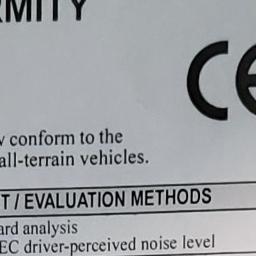 RMITY
CE
w conform to the
all-terrain vehicles.
T / EVALUATION METHODS
ard analysis
EC driver-perceived noise level